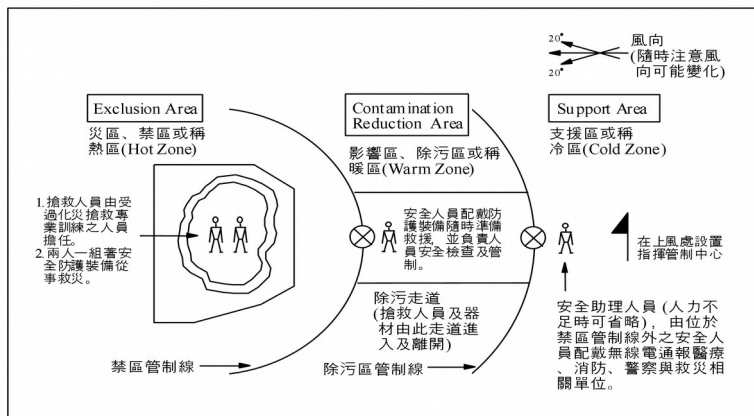 20°
20°
風向
(隨時注意風
向可能變化)
Exclusion Area
災區、禁區或稱
熱區(Hot Zone)
1.搶救人員由受
過化災搶救專
業訓練之人員
擔任。
2.兩人一組著安
全防護裝備從
事救災。
禁區管制線
Contamination
Reduction Area
影響區、除污區或稱
暖區(Warm Zone)
安全人員配戴防
護裝備隨時準備
救援，並負責人
員安全檢查及管
制。
除污走道
(搶救人員及器
材由此走道進
入及離開)
除污區管制線
Support Area
支援區或稱
冷區(Cold Zone)
在上風處設置
指揮管制中心
安全助理人員(人力不
足時可省略)，由位於
禁區管制線外之安全人
員配戴無線電通報醫療
、消防、警察與救災相
關單位。